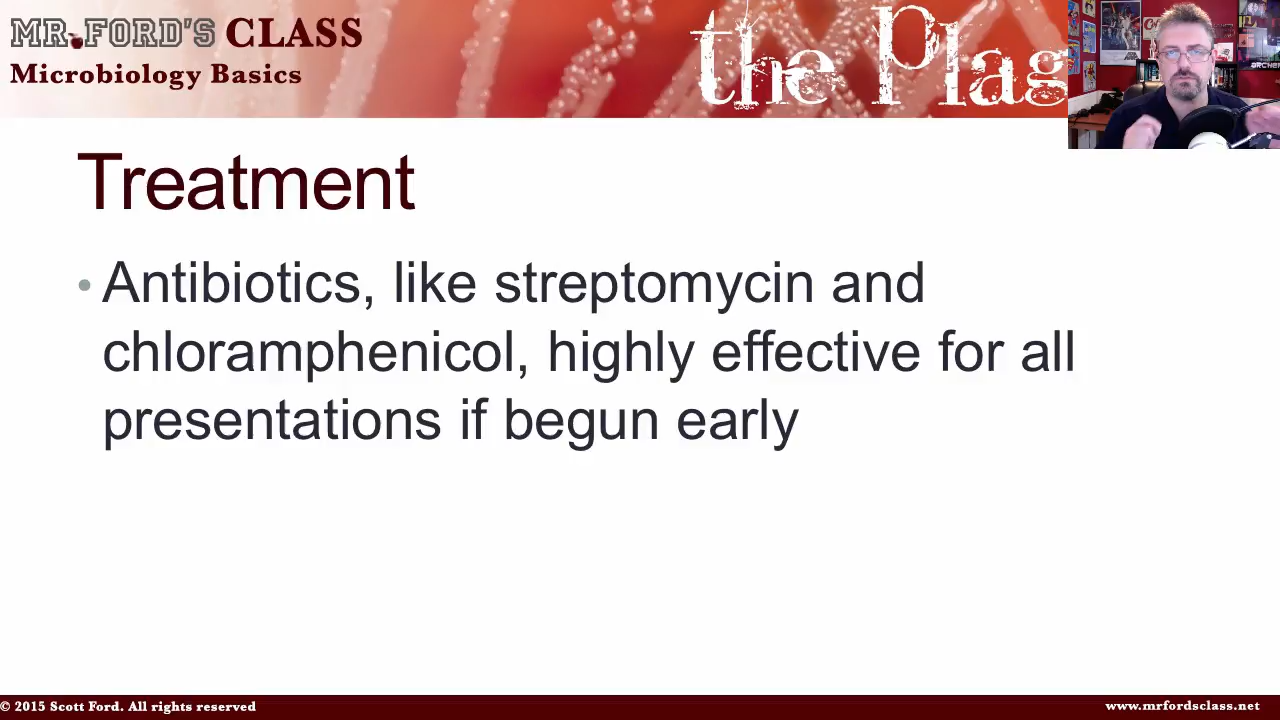 MR. FORD'S CLASS
Microbiology Basics
the Plag
Treatment
• Antibiotics, like streptomycin and
chloramphenicol, highly effective for all
presentations if begun early
© 2015 Scott Ford. All rights reserved
www.mrfordsclass.net